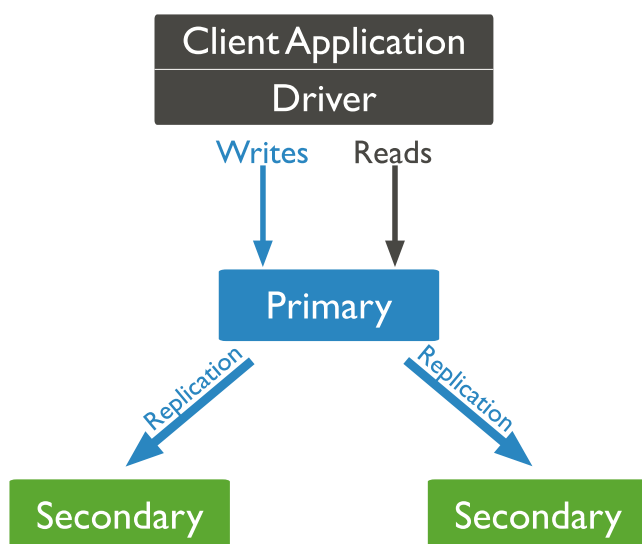 Client Application
Driver
Writes
Reads
Primary
Replication
Replication
Secondary
Secondary